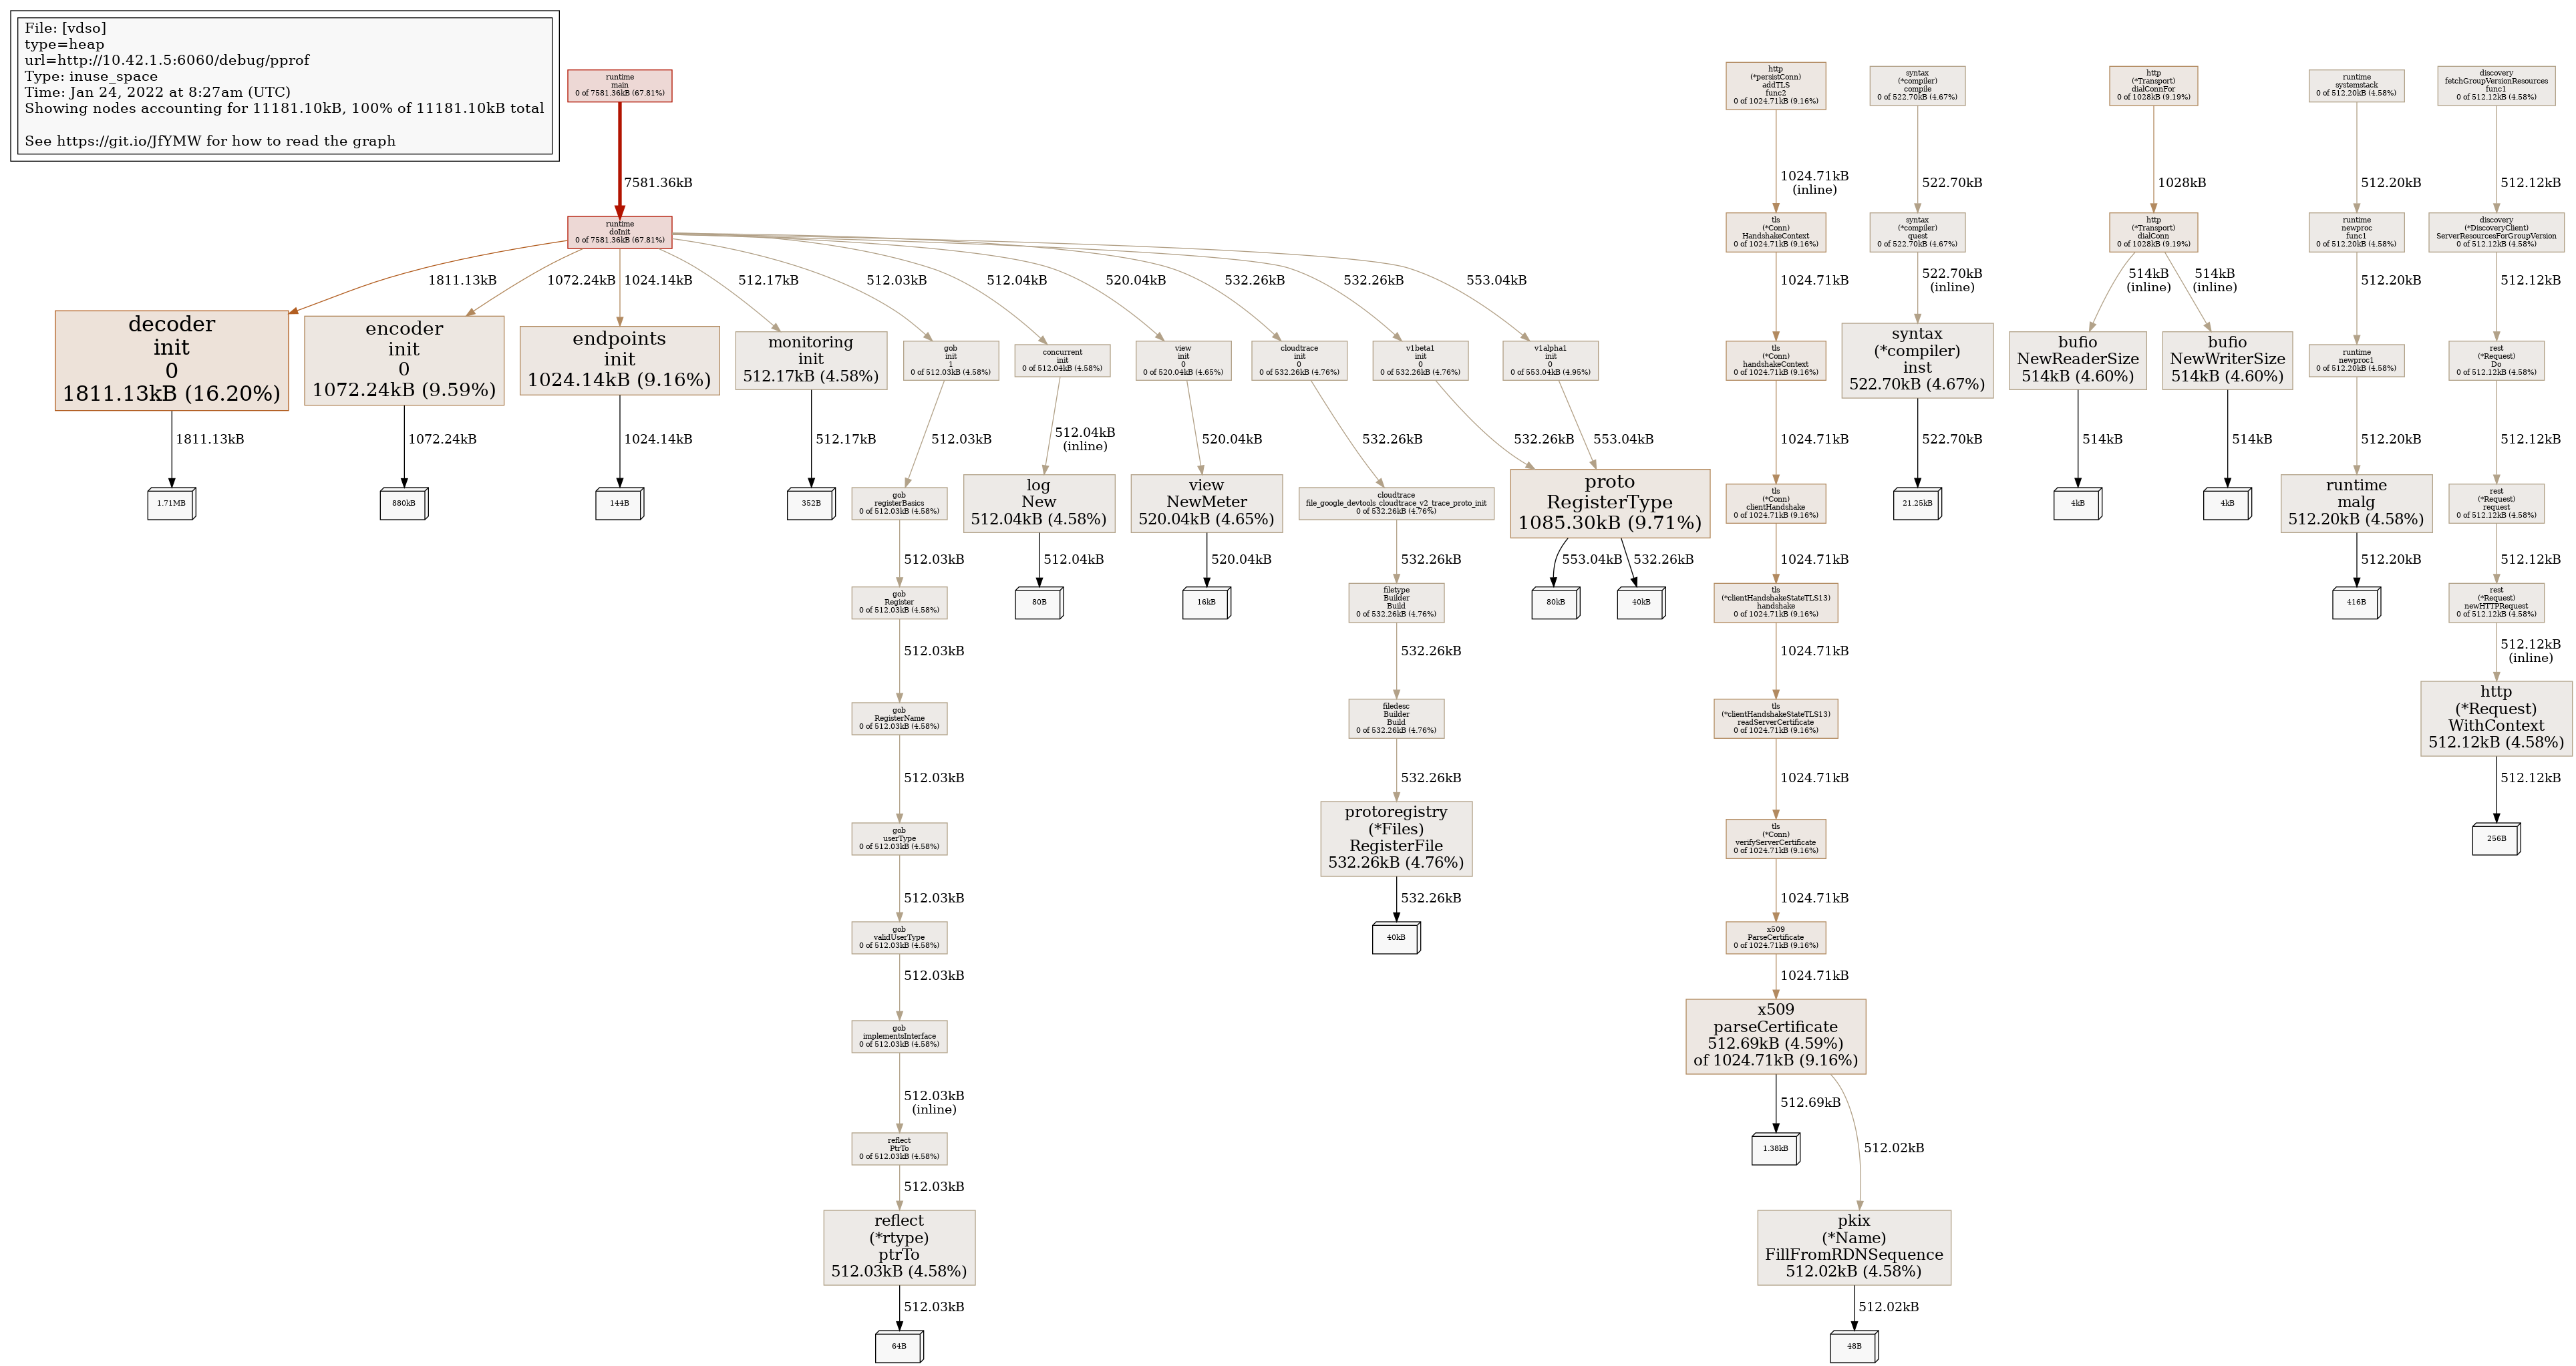 File: [vdso]
type=heap
url=http://10.42.1.5:6060/debug/pprof
Type: inuse_space
Time: Jan 24, 2022 at 8:27am (UTC)
Showing nodes accounting for 11181.10kB, 100% of 11181.10kB total
See https://git.io/JfYMW for how to read the graph
runtime
main
0 of 7581.36kB (67.81%)
7581.36kB
runtime
doInit
0 of 7581.36kB (67.81%)
1811.13kB
1072.24kB
1024.14kB
512.17kB
512.03kB
512.04kB
520.04kB
532.26kB
532.26kB
553.04kB
decoder
init
0
1811.13kB (16.20%)
1811.13kB
1.71MB
encoder
init
0
1072.24kB (9.59%)
1072.24kB
880kB
endpoints
init
1024.14kB (9.16%)
1024.14kB
144B
monitoring
init
512.17kB (4.58%)
512.17kB
352B
gob
init
1
0 of 512.03kB (4.58%)
512.03kB
gob
registerBasics
0 of 512.03kB (4.58%)
512.03kB
gob
Register
0 of 512.03kB (4.58%)
512.03kB
gob
RegisterName
0 of 512.03kB (4.58%)
512.03kB
gob
userType
0 of 512.03kB (4.58%)
512.03kB
gob
validUserType
0 of 512.03kB (4.58%)
512.03kB
gob
implementsInterface
0 of 512.03kB (4.58%)
512.03kB
(inline)
reflect
PtrTo
0 of 512.03kB (4.58%)
512.03kB
reflect
(*rtype)
ptrTo
512.03kB (4.58%)
512.03kB
64B
concurrent
init
0 of 512.04kB (4.58%)
512.04kB
(inline)
log
New
512.04kB (4.58%)
512.04kB
80B
view
init
0
0 of 520.04kB (4.65%)
520.04kB
view
NewMeter
520.04kB (4.65%)
520.04kB
16kB
cloudtrace
init
0
0 of 532.26kB (4.76%)
532.26kB
cloudtrace
file_google_devtools_cloudtrace_v2_trace_proto_init
0 of 532.26kB (4.76%)
532.26kB
filetype
Builder
Build
0 of 532.26kB (4.76%)
532.26kB
filedesc
Builder
Build
0 of 532.26kB (4.76%)
532.26kB
protoregistry
(*Files)
RegisterFile
532.26kB (4.76%)
532.26kB
40kB
v1beta1
init
0
0 of 532.26kB (4.76%)
532.26kB
v1alpha1
init
0
0 of 553.04kB (4.95%)
553.04kB
proto
RegisterType
1085.30kB (9.71%)
553.04kB
532.26kB
80kB
40kB
http
(*persistConn)
addTLS
func2
0 of 1024.71kB (9.16%)
1024.71kB
(inline)
tls
(*Conn)
HandshakeContext
0 of 1024.71kB (9.16%)
1024.71kB
tls
(*Conn)
handshakeContext
0 of 1024.71kB (9.16%)
1024.71kB
tls
(*Conn)
clientHandshake
0 of 1024.71kB (9.16%)
1024.71kB
tls
(*clientHandshakeStateTLS13)
handshake
0 of 1024.71kB (9.16%)
1024.71kB
tls
(*clientHandshakeStateTLS13)
readServerCertificate
0 of 1024.71kB (9.16%)
1024.71kB
tls
(*Conn)
verifyServerCertificate
0 of 1024.71kB (9.16%)
1024.71kB
x509
ParseCertificate
0 of 1024.71kB (9.16%)
1024.71kB
x509
parseCertificate
512.69kB (4.59%)
of 1024.71kB (9.16%)
512.69kB
1.38kB
512.02kB
pkix
(*Name)
FillFromRDNSequence
512.02kB (4.58%)
512.02kB
48B
syntax
(*compiler)
compile
0 of 522.70kB (4.67%)
522.70kB
syntax
(*compiler)
quest
0 of 522.70kB (4.67%)
522.70kB
(inline)
syntax
(*compiler)
inst
522.70kB (4.67%)
522.70kB
21.25kB
http
(*Transport)
dialConnFor
0 of 1028kB (9.19%)
1028kB
http
(*Transport)
dialConn
0 of 1028kB (9.19%)
514kB
(inline)
514kB
(inline)
bufio
NewReaderSize
514kB (4.60%)
514kB
4kB
bufio
NewWriterSize
514kB (4.60%)
514kB
4kB
runtime
systemstack
0 of 512.20kB (4.58%)
512.20kB
runtime
newproc
func1
0 of 512.20kB (4.58%)
512.20kB
runtime
newproc1
0 of 512.20kB (4.58%)
512.20kB
runtime
malg
512.20kB (4.58%)
512.20kB
416B
discovery
fetchGroupVersionResources
func1
0 of 512.12kB (4.58%)
512.12kB
discovery
(*DiscoveryClient)
ServerResourcesForGroupVersion
0 of 512.12kB (4.58%)
512.12kB
rest
(*Request)
Do
0 of 512.12kB (4.58%)
512.12kB
rest
(*Request)
request
0 of 512.12kB (4.58%)
512.12kB
rest
(*Request)
newHTTPRequest
0 of 512.12kB (4.58%)
512.12kB
(inline)
http
(*Request)
WithContext
512.12kB (4.58%)
512.12kB
256B